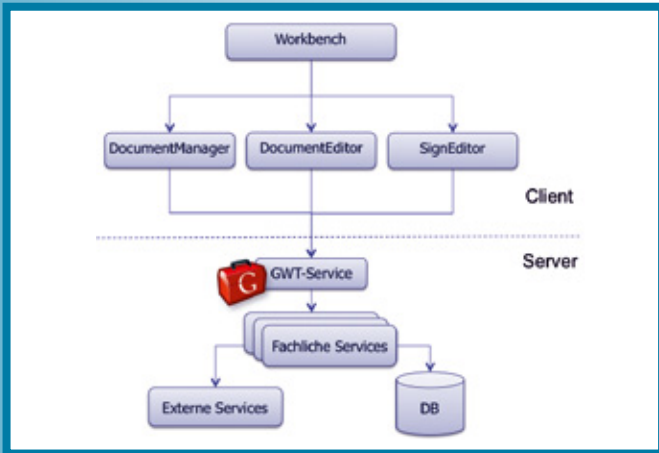 Workbench
DocumentManager
DocumentEditor
SignEditor
Client
Server
G
GWT-Service
Fachliche Services
Externe Services
DB